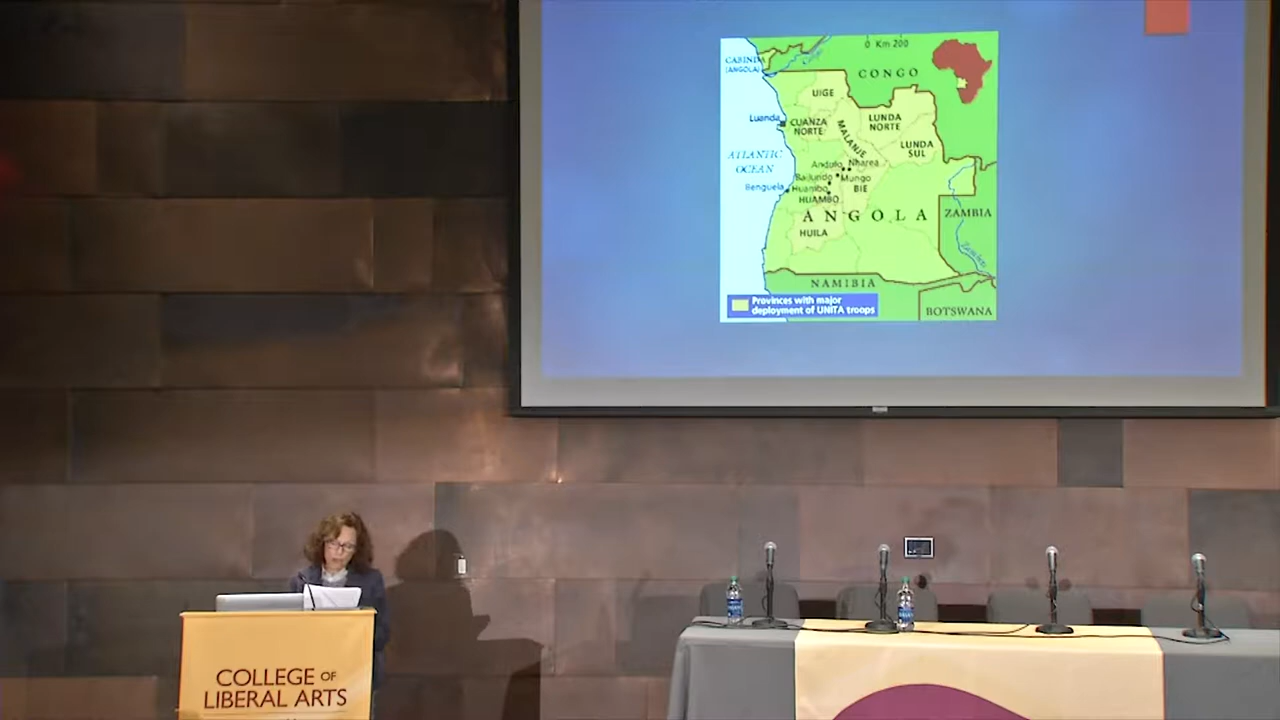 0 Km 200
CABINDA
(ANGOLA)
Congo
CONGO
UIGE
Luanda
CUANZA
NORTE
MALANJE
LUNDA
NORTE
LUNDA
SUL
ATLANTIC
OCEAN
Andulo
Nharea
Bailundo
Mungo
Benguela
Huambo
BIE
HUAMBO
ANGOLA
ZAMBIA
HUILA
Zambezi
NAMIBIA
BOTSWANA
Provinces with major
deployment of UNITA troops
COLLEGE OF
LIBERAL ARTS